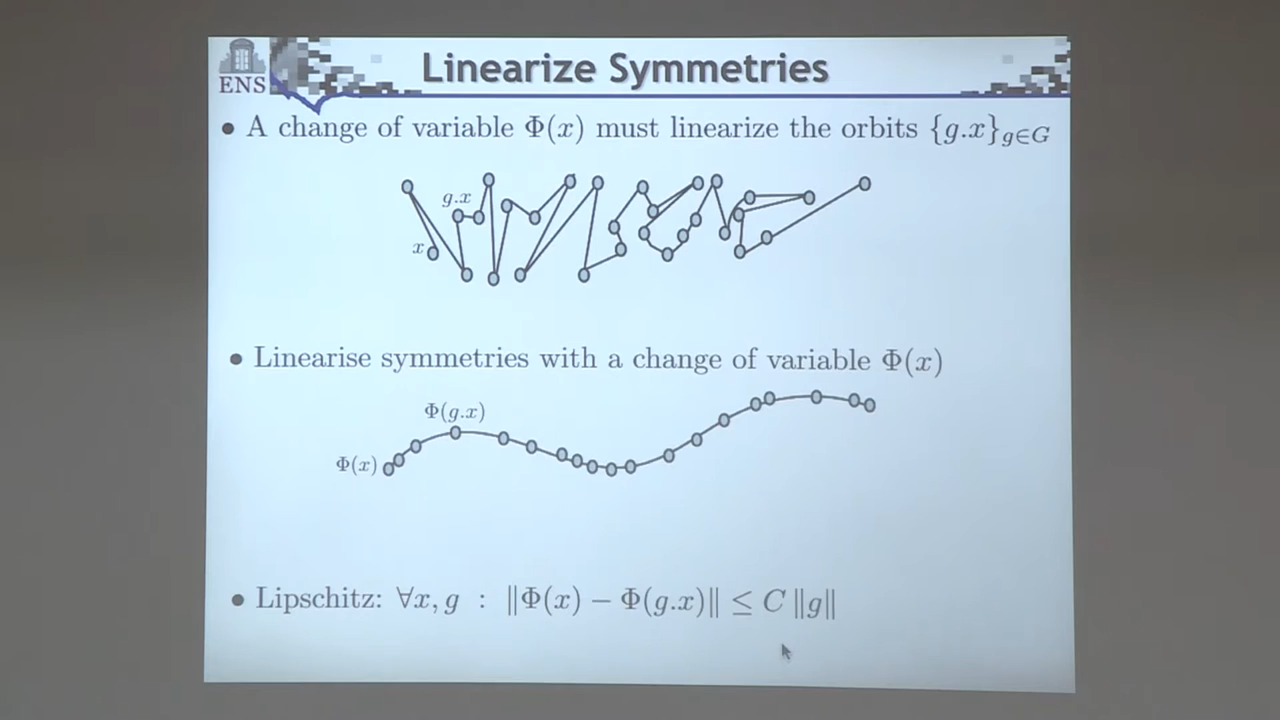 ENS
Linearize Symmetries
• A change of variable Φ(x) must linearize the orbits {g.x}_{g∈G}
g.x
x
• Linearise symmetries with a change of variable Φ(x)
Φ(g.x)
Φ(x)
• Lipschitz: ∀x, g : ‖Φ(x) − Φ(g.x)‖ ≤ C ‖g‖